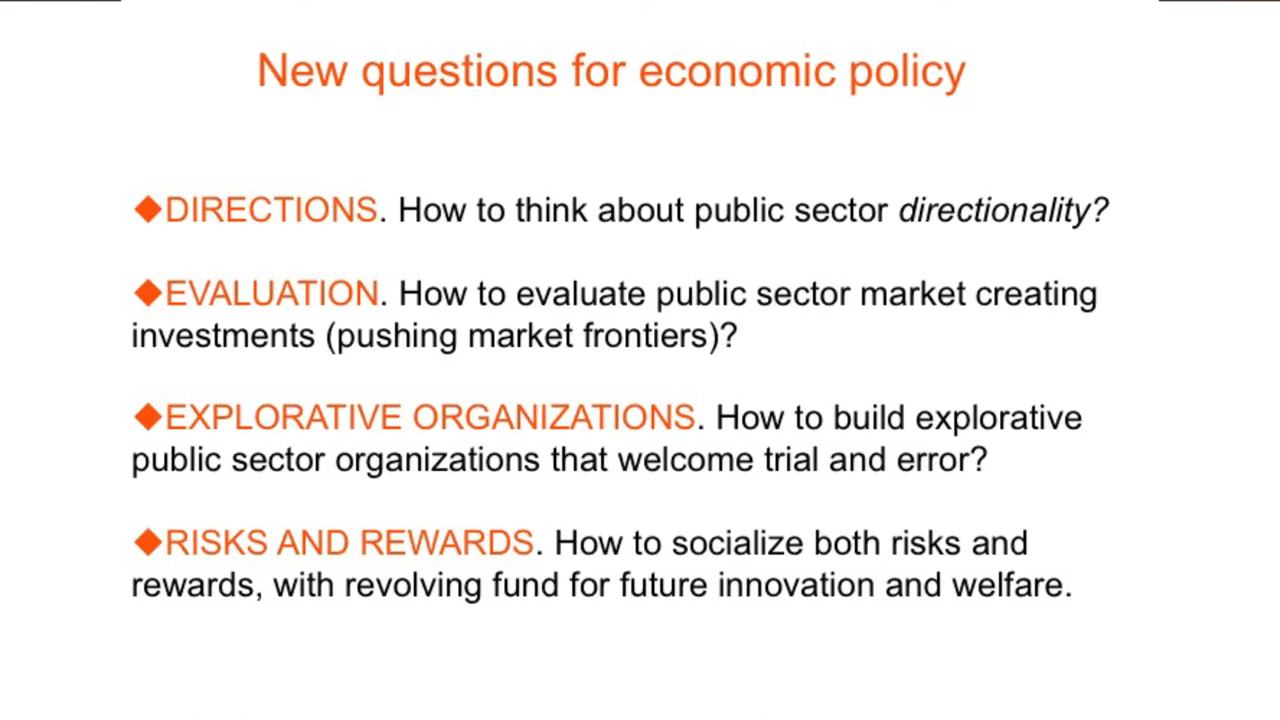 New questions for economic policy
◆DIRECTIONS. How to think about public sector directionality?
◆EVALUATION. How to evaluate public sector market creating
investments (pushing market frontiers)?
◆EXPLORATIVE ORGANIZATIONS. How to build explorative
public sector organizations that welcome trial and error?
◆RISKS AND REWARDS. How to socialize both risks and
rewards, with revolving fund for future innovation and welfare.